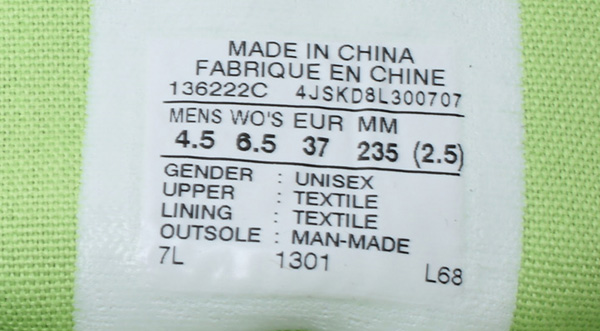 MADE IN CHINA
FABRIQUE EN CHINE
136222C 4JSKD8L300707
MENS WO'S EUR MM
4.5 6.5 37 235 (2.5)
GENDER : UNISEX
UPPER : TEXTILE
LINING : TEXTILE
OUTSOLE : MAN-MADE
7L 1301 L68